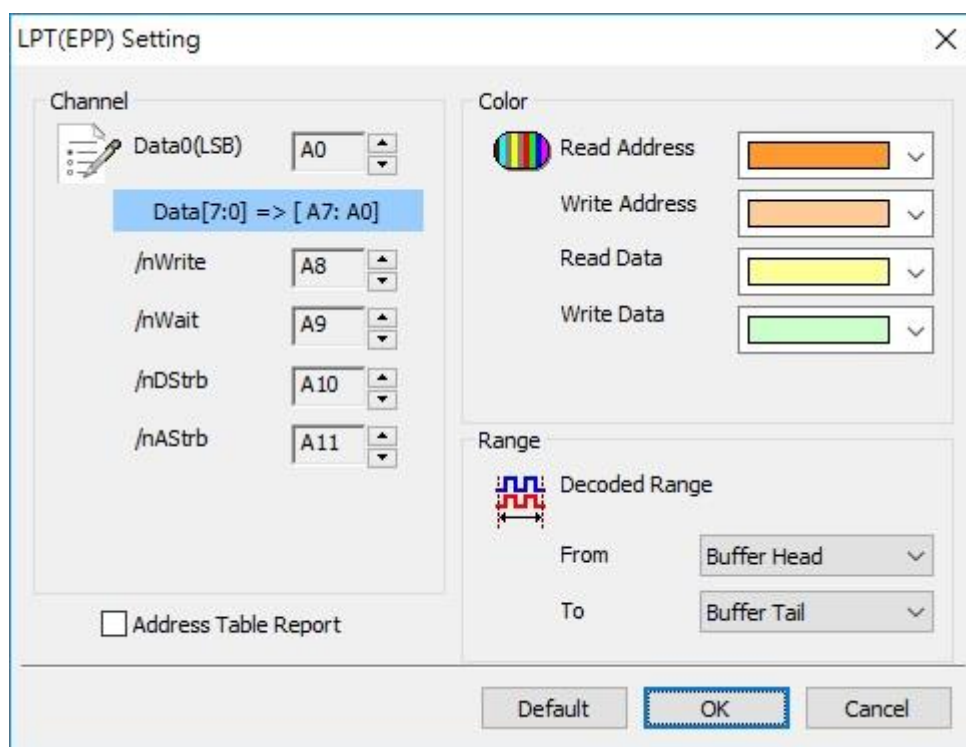 LPT(EPP) Setting
Channel
Data0(LSB) A0
Data[7:0] => [ A7: A0]
/nWrite A8
/nWait A9
/nDStrb A10
/nAStrb A11
Address Table Report
Color
Read Address
Write Address
Read Data
Write Data
Range
Decoded Range
From Buffer Head
To Buffer Tail
Default OK Cancel